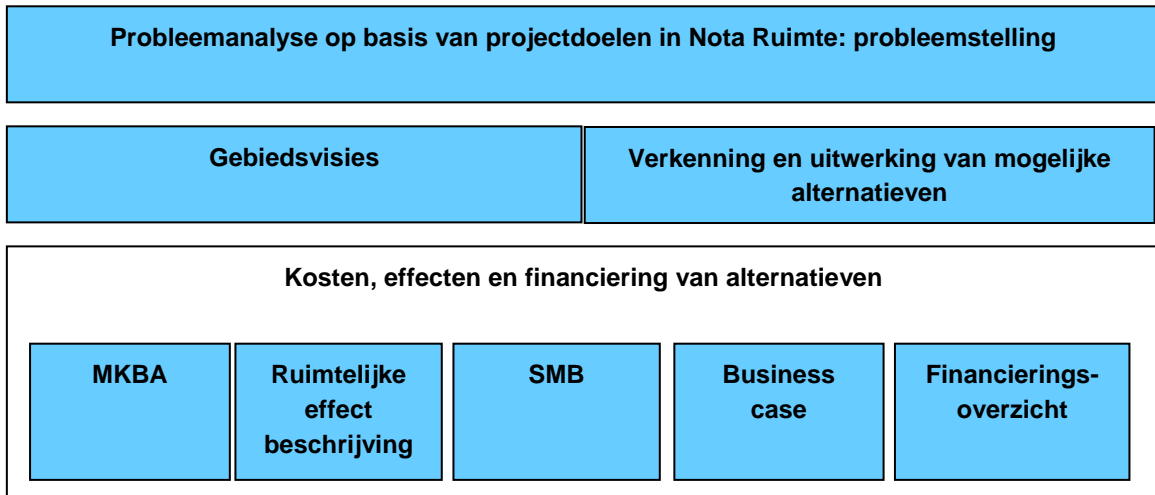 Probleemanalyse op basis van projectdoelen in Nota Ruimte: probleemstelling
Gebiedsvisies
Verkenning en uitwerking van mogelijke
alternatieven
Kosten, effecten en financiering van alternatieven
MKBA
Ruimtelijke
effect
beschrijving
SMB
Business
case
Financierings-
overzicht